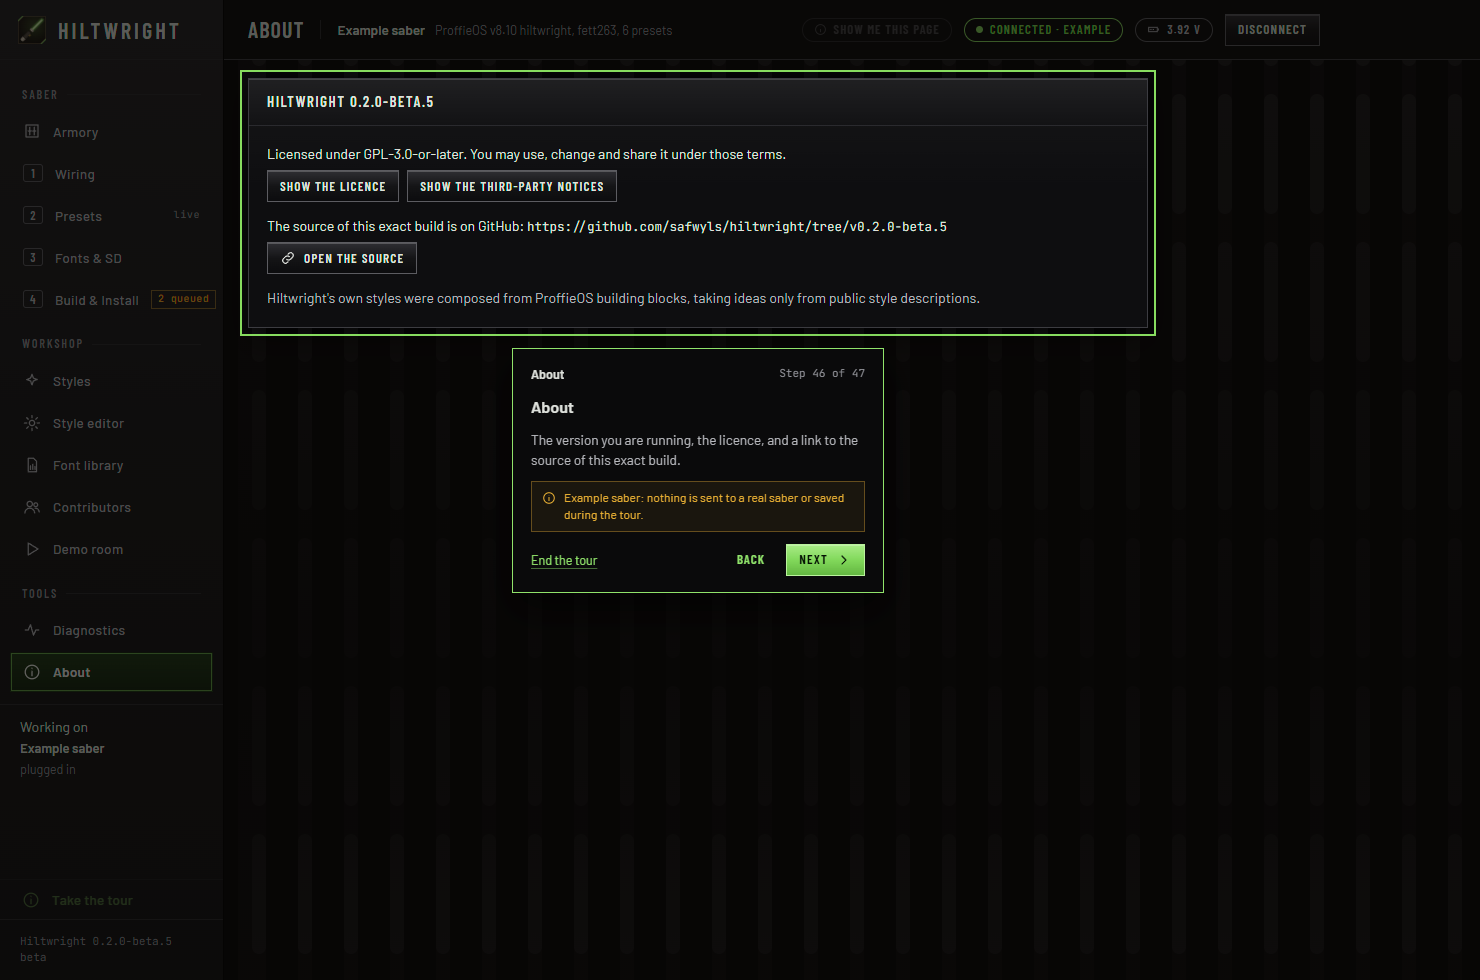 HILTWRIGHT
SABER
Armory
1 Wiring
2 Presets live
3 Fonts & SD
4 Build & Install 2 queued
WORKSHOP
Styles
Style editor
Font library
Contributors
Demo room
TOOLS
Diagnostics
About
Working on
Example saber
plugged in
Take the tour
Hiltwright 0.2.0-beta.5
beta
ABOUT Example saber ProffieOS v8.10 hiltwright, fett263, 6 presets SHOW ME THIS PAGE CONNECTED · EXAMPLE 3.92 V DISCONNECT
HILTWRIGHT 0.2.0-BETA.5
Licensed under GPL-3.0-or-later. You may use, change and share it under those terms.
SHOW THE LICENCE SHOW THE THIRD-PARTY NOTICES
The source of this exact build is on GitHub: https://github.com/safwyls/hiltwright/tree/v0.2.0-beta.5
OPEN THE SOURCE
Hiltwright's own styles were composed from ProffieOS building blocks, taking ideas only from public style descriptions.
About Step 46 of 47
About
The version you are running, the licence, and a link to the
source of this exact build.
Example saber: nothing is sent to a real saber or saved
during the tour.
End the tour BACK NEXT